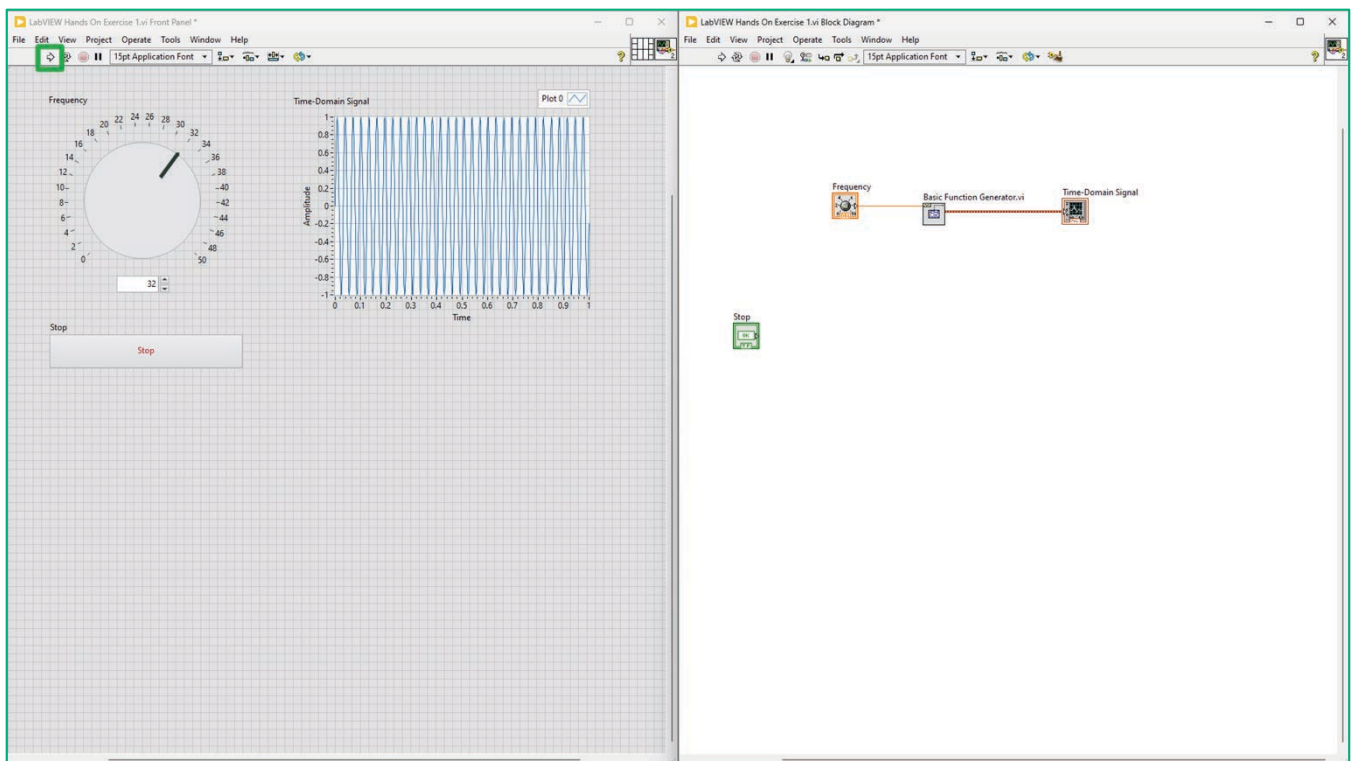 LabVIEW Hands On Exercise 1.vi Front Panel *
File Edit View Project Operate Tools Window Help
15pt Application Font
Frequency
0 2 4 6 8 10 12 14 16 18 20 22 24 26 28 30 32 34 36 38 40 42 44 46 48 50
32
Time-Domain Signal
Plot 0
Amplitude
1
0.8
0.6
0.4
0.2
0
-0.2
-0.4
-0.6
-0.8
-1
0 0.1 0.2 0.3 0.4 0.5 0.6 0.7 0.8 0.9 1
Time
Stop
Stop
LabVIEW Hands On Exercise 1.vi Block Diagram *
File Edit View Project Operate Tools Window Help
15pt Application Font
Frequency
Basic Function Generator.vi
Time-Domain Signal
Stop